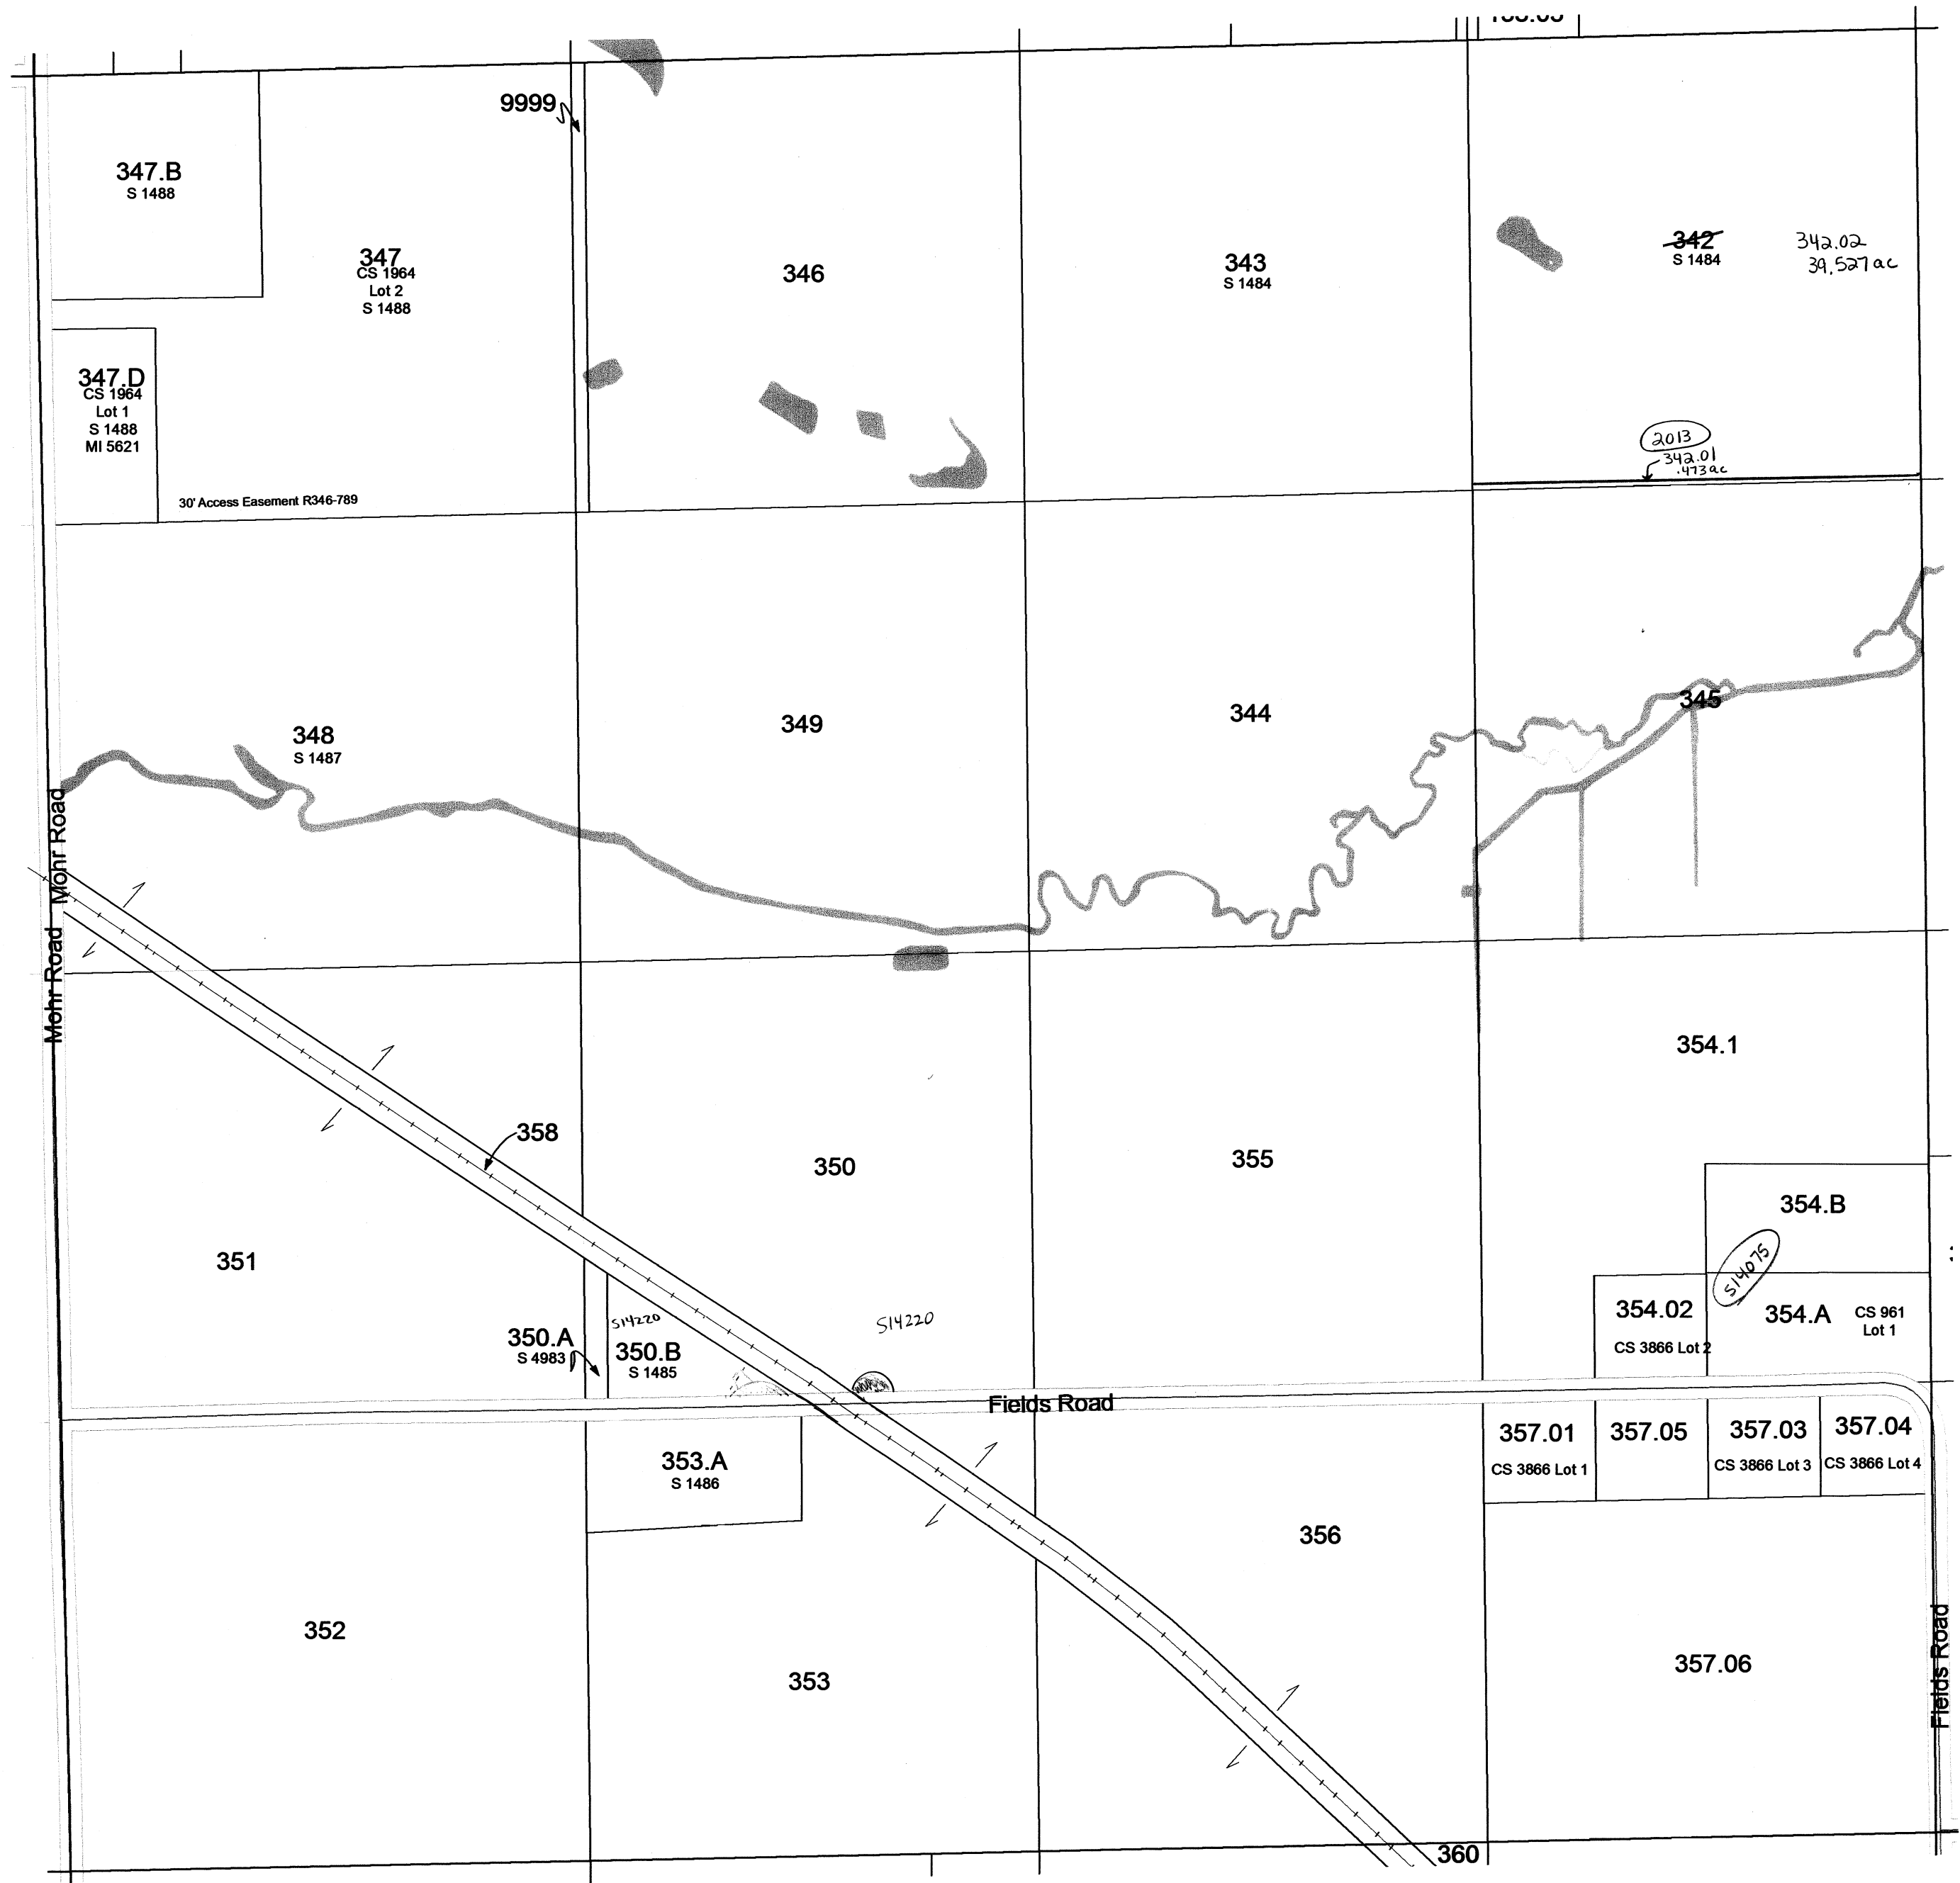 9999
347.B
S 1488
347
CS 1964
Lot 2
S 1488
346
343
S 1484
342
S 1484
342.02
39.527 ac
347.D
CS 1964
Lot 1
S 1488
MI 5621
30' Access Easement R346-789
2013
342.01
.473 ac
348
S 1487
349
344
345
Mohr Road
Mohr Road
354.1
358
350
355
351
354.B
S14075
354.02
CS 3866 Lot 2
354.A
CS 961
Lot 1
350.A
S 4983
S14220
350.B
S 1485
S14220
Fields Road
353.A
S 1486
357.01
CS 3866 Lot 1
357.05
357.03
CS 3866 Lot 3
357.04
CS 3866 Lot 4
356
352
353
357.06
Fields Road
360